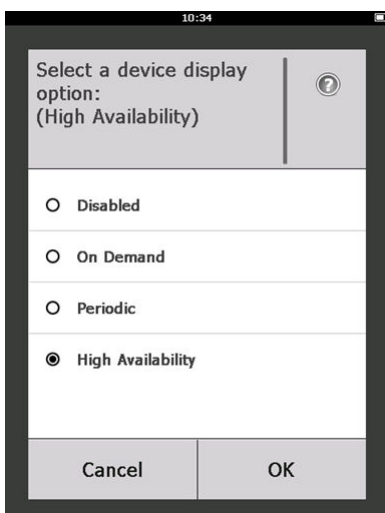 10:34
Select a device display
option:
(High Availability)
?
Disabled
On Demand
Periodic
High Availability
Cancel OK